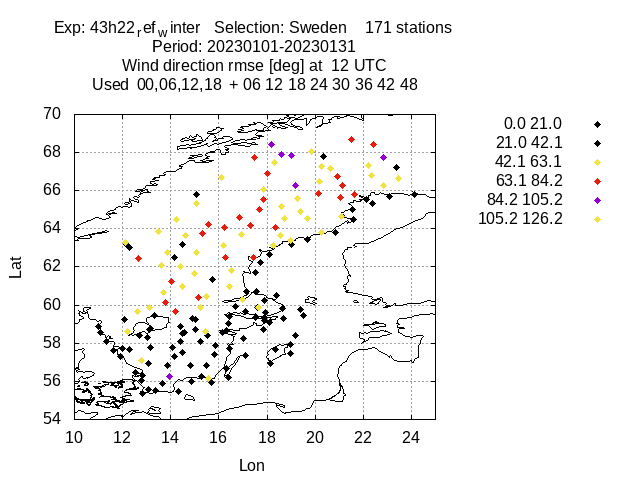 Exp: 43h22ref_winter   Selection: Sweden    171 stations
Period: 20230101-20230131
Wind direction rmse [deg] at  12 UTC
Used  00,06,12,18  + 06 12 18 24 30 36 42 48
0.0 21.0
21.0 42.1
42.1 63.1
63.1 84.2
84.2 105.2
105.2 126.2
70
68
66
64
62
60
58
56
54
Lat
10 12 14 16 18 20 22 24
Lon